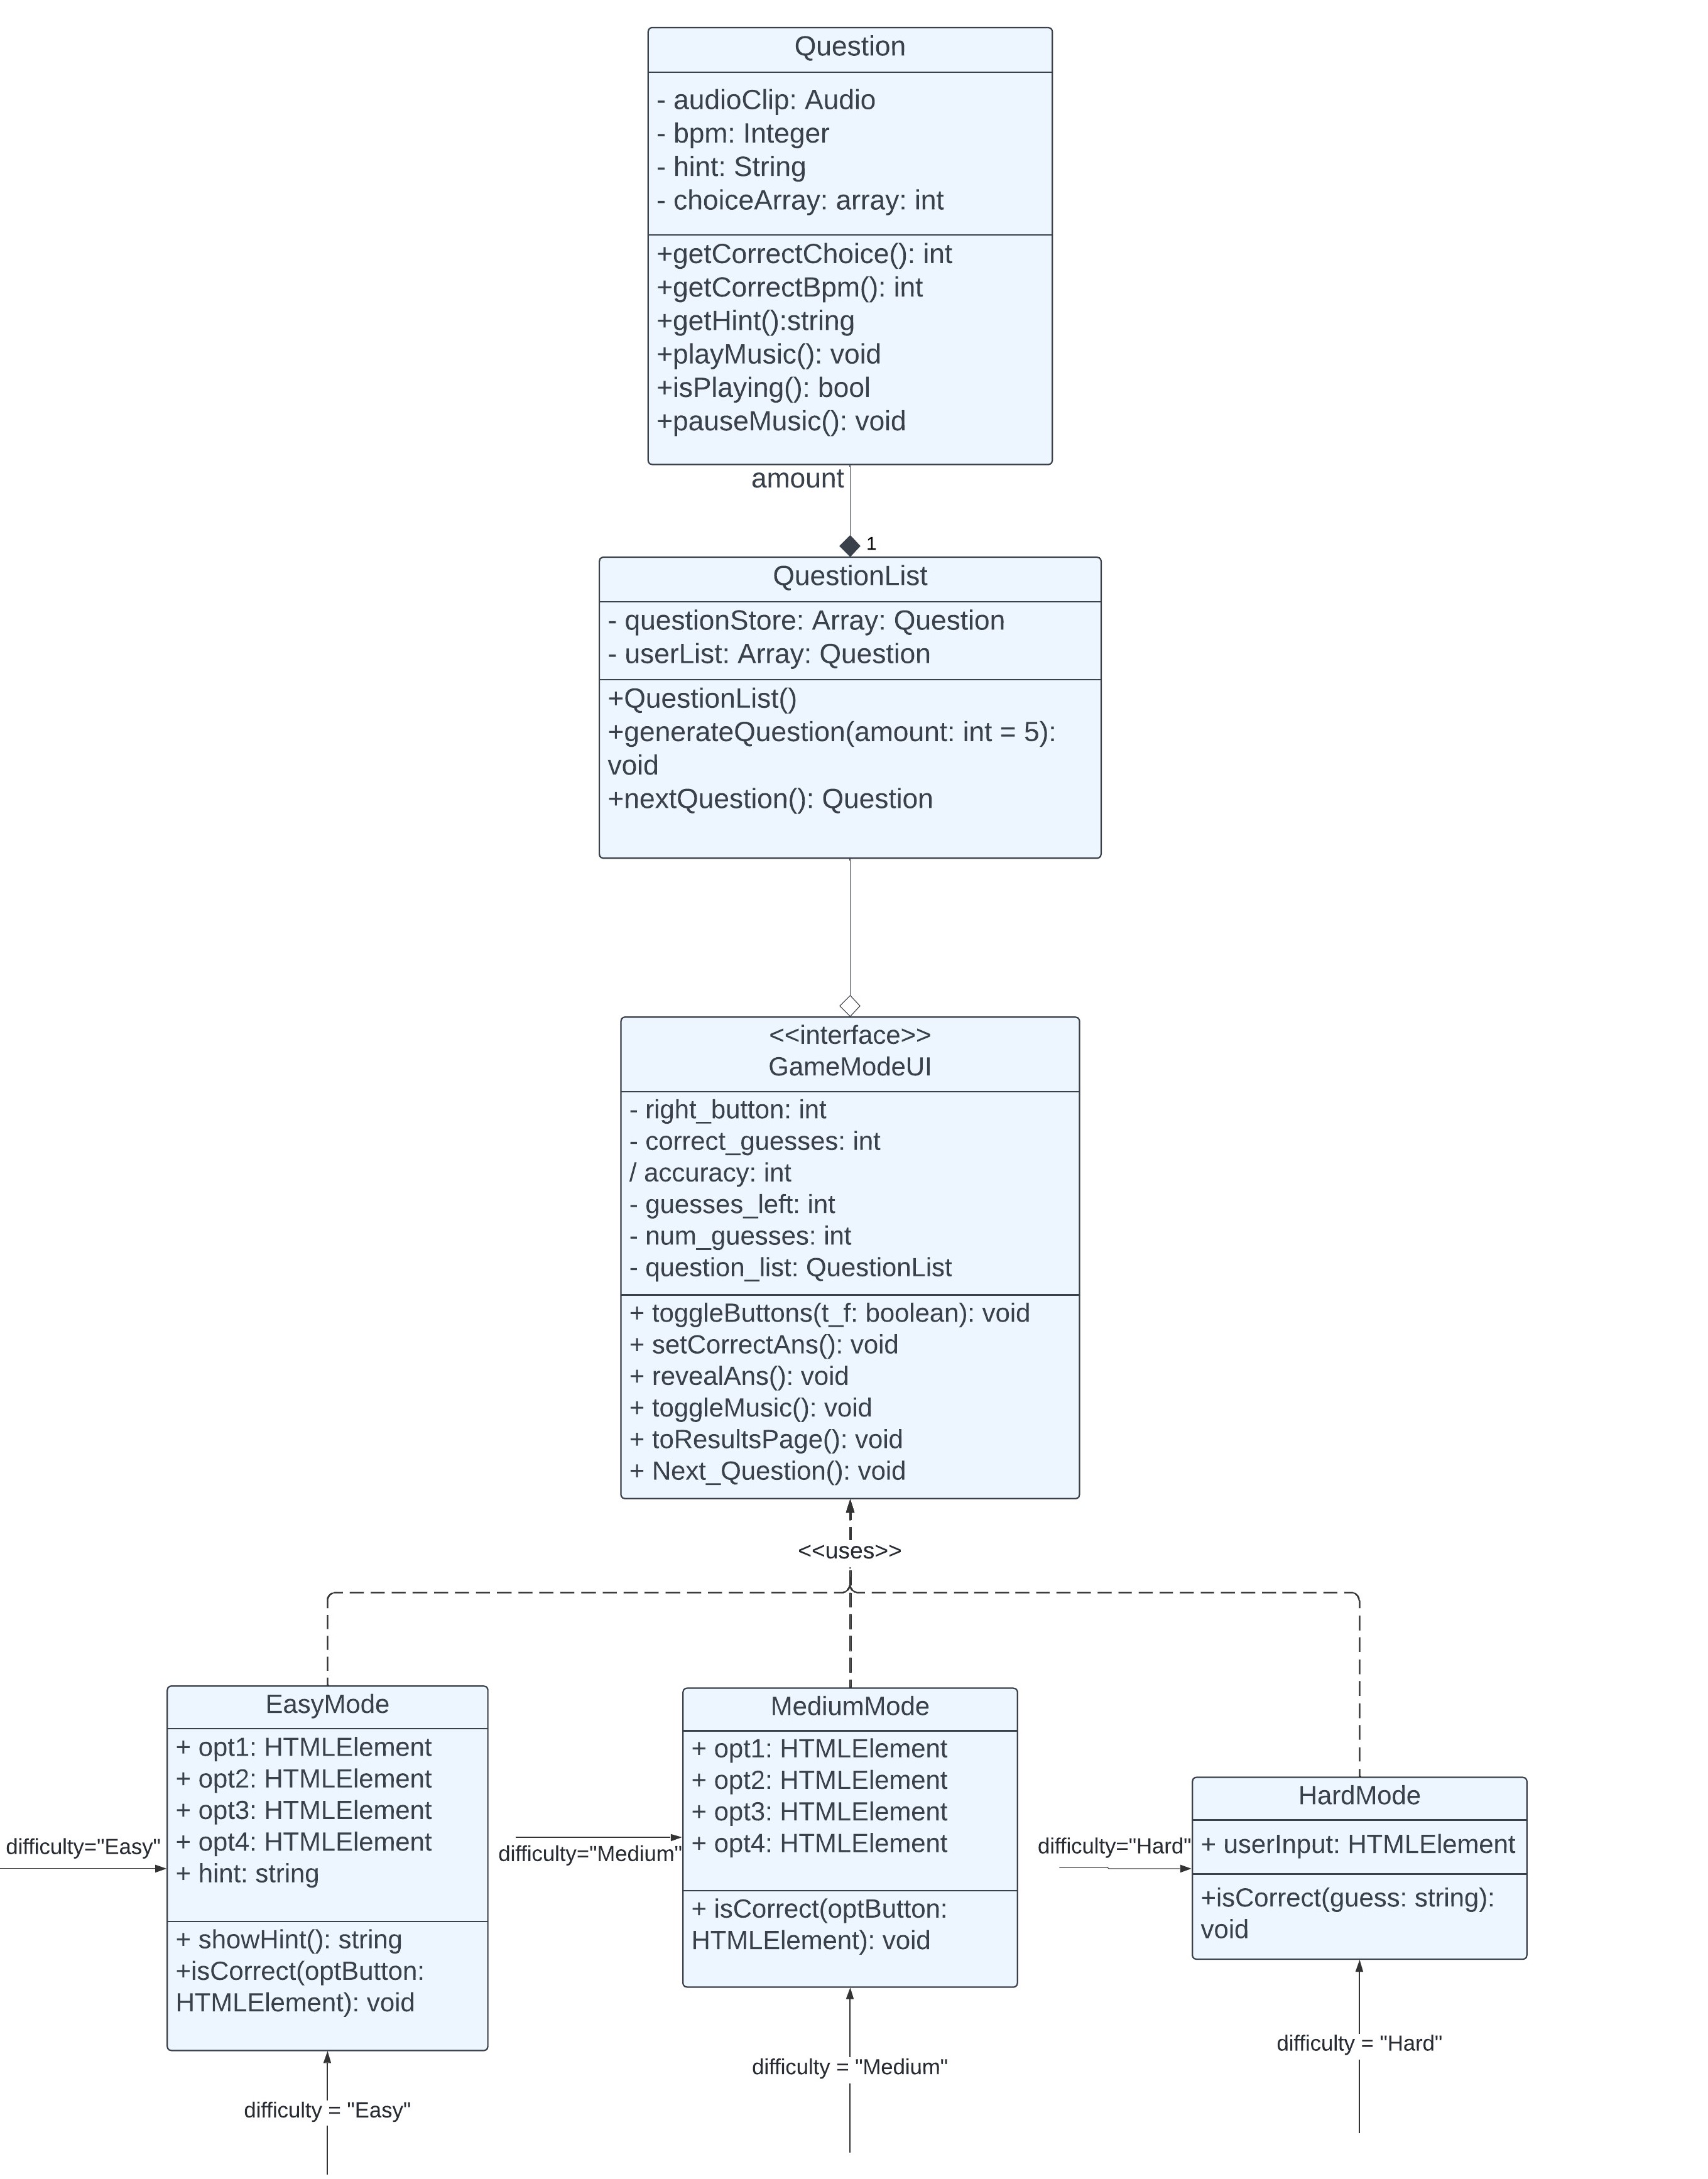 Question
- audioClip: Audio
- bpm: Integer
- hint: String
- choiceArray: array: int
+getCorrectChoice(): int
+getCorrectBpm(): int
+getHint():string
+playMusic(): void
+isPlaying(): bool
+pauseMusic(): void
amount
1
QuestionList
- questionStore: Array: Question
- userList: Array: Question
+QuestionList()
+generateQuestion(amount: int = 5):
void
+nextQuestion(): Question
<<interface>>
GameModeUI
- right_button: int
- correct_guesses: int
/ accuracy: int
- guesses_left: int
- num_guesses: int
- question_list: QuestionList
+ toggleButtons(t_f: boolean): void
+ setCorrectAns(): void
+ revealAns(): void
+ toggleMusic(): void
+ toResultsPage(): void
+ Next_Question(): void
<<uses>>
EasyMode
+ opt1: HTMLElement
+ opt2: HTMLElement
+ opt3: HTMLElement
+ opt4: HTMLElement
+ hint: string
+ showHint(): string
+isCorrect(optButton:
HTMLElement): void
difficulty="Easy"
difficulty = "Easy"
MediumMode
+ opt1: HTMLElement
+ opt2: HTMLElement
+ opt3: HTMLElement
+ opt4: HTMLElement
+ isCorrect(optButton:
HTMLElement): void
difficulty="Medium"
difficulty = "Medium"
HardMode
+ userInput: HTMLElement
+isCorrect(guess: string):
void
difficulty="Hard"
difficulty = "Hard"